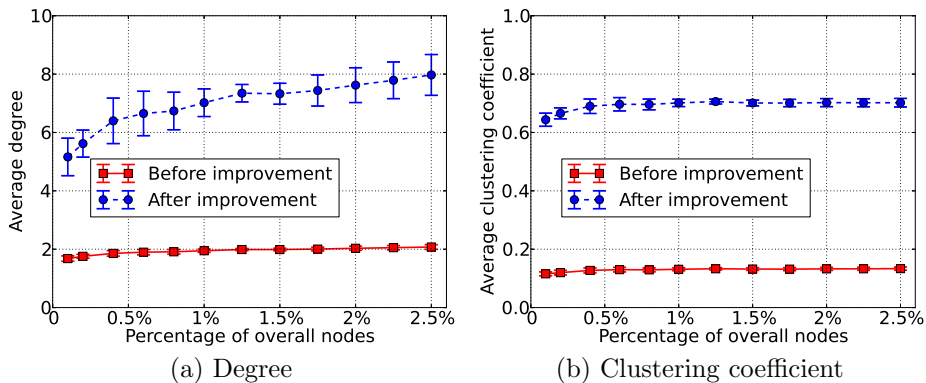 10
8
6
4
2
0
Average degree
Before improvement
After improvement
0 0.5% 1% 1.5% 2% 2.5%
Percentage of overall nodes
(a) Degree
1.0
0.8
0.6
0.4
0.2
0.0
Average clustering coefficient
Before improvement
After improvement
0 0.5% 1% 1.5% 2% 2.5%
Percentage of overall nodes
(b) Clustering coefficient